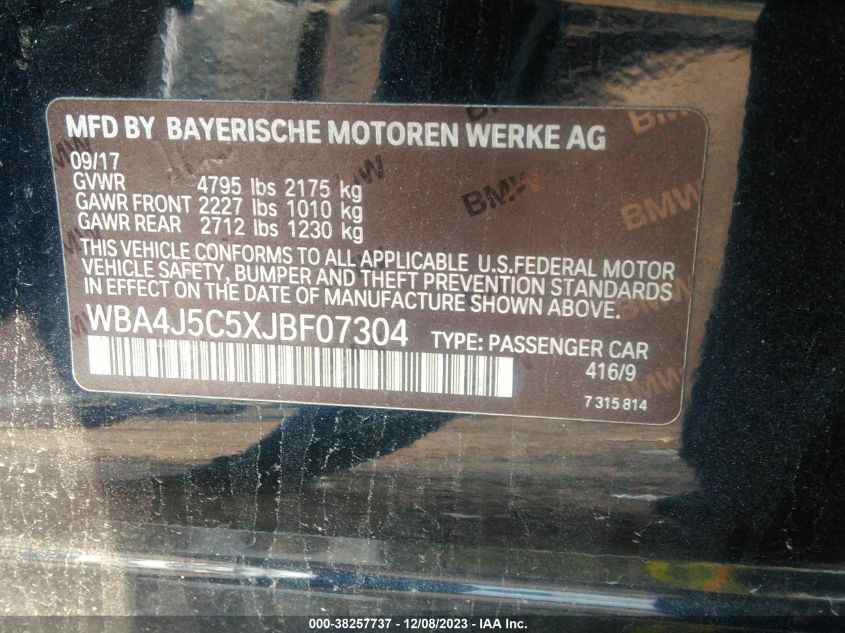 MFD BY BAYERISCHE MOTOREN WERKE AG
09/17
GVWR 4795 lbs 2175 kg
GAWR FRONT 2227 lbs 1010 kg
GAWR REAR 2712 lbs 1230 kg
THIS VEHICLE CONFORMS TO ALL APPLICABLE U.S.FEDERAL MOTOR
VEHICLE SAFETY, BUMPER AND THEFT PREVENTION STANDARDS
IN EFFECT ON THE DATE OF MANUFACTURE SHOWN ABOVE.
WBA4J5C5XJBF07304 TYPE: PASSENGER CAR
416/9
7 315 814
BMW
BMW
BMW
000-38257737 - 12/08/2023 - IAA Inc.